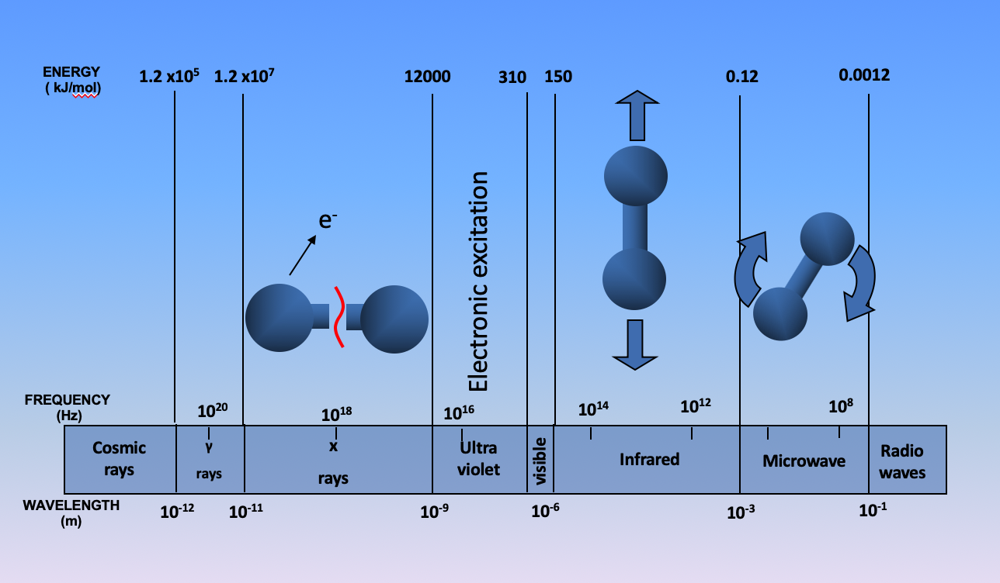 ENERGY
( kJ/mol)
1.2 x10⁵
1.2 x10⁷
12000
310
150
0.12
0.0012
e⁻
Electronic excitation
FREQUENCY
(Hz)
10²⁰
10¹⁸
10¹⁶
10¹⁴
10¹²
10⁸
Cosmic
rays
γ
rays
x
rays
Ultra
violet
visible
Infrared
Microwave
Radio
waves
WAVELENGTH
(m)
10⁻¹²
10⁻¹¹
10⁻⁹
10⁻⁶
10⁻³
10⁻¹